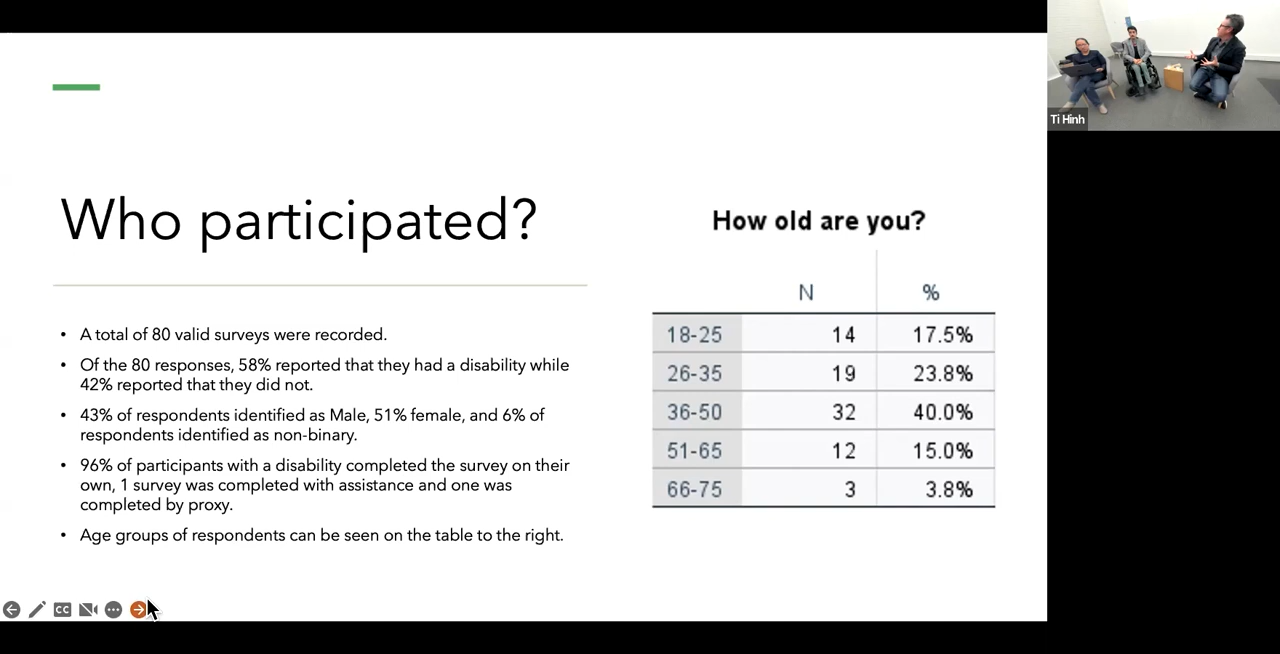 Who participated?
• A total of 80 valid surveys were recorded.
• Of the 80 responses, 58% reported that they had a disability while
42% reported that they did not.
• 43% of respondents identified as Male, 51% female, and 6% of
respondents identified as non-binary.
• 96% of participants with a disability completed the survey on their
own, 1 survey was completed with assistance and one was
completed by proxy.
• Age groups of respondents can be seen on the table to the right.
How old are you?
N %
18-25 14 17.5%
26-35 19 23.8%
36-50 32 40.0%
51-65 12 15.0%
66-75 3 3.8%
CC
Ti Hinh